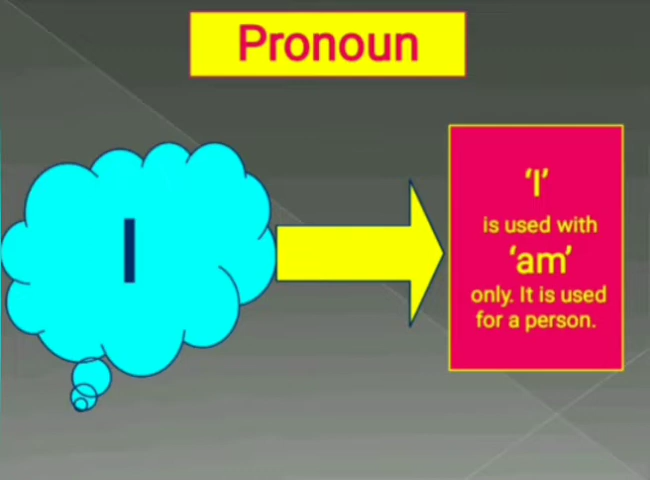 Pronoun
I
'I'
is used with
'am'
only. It is used
for a person.